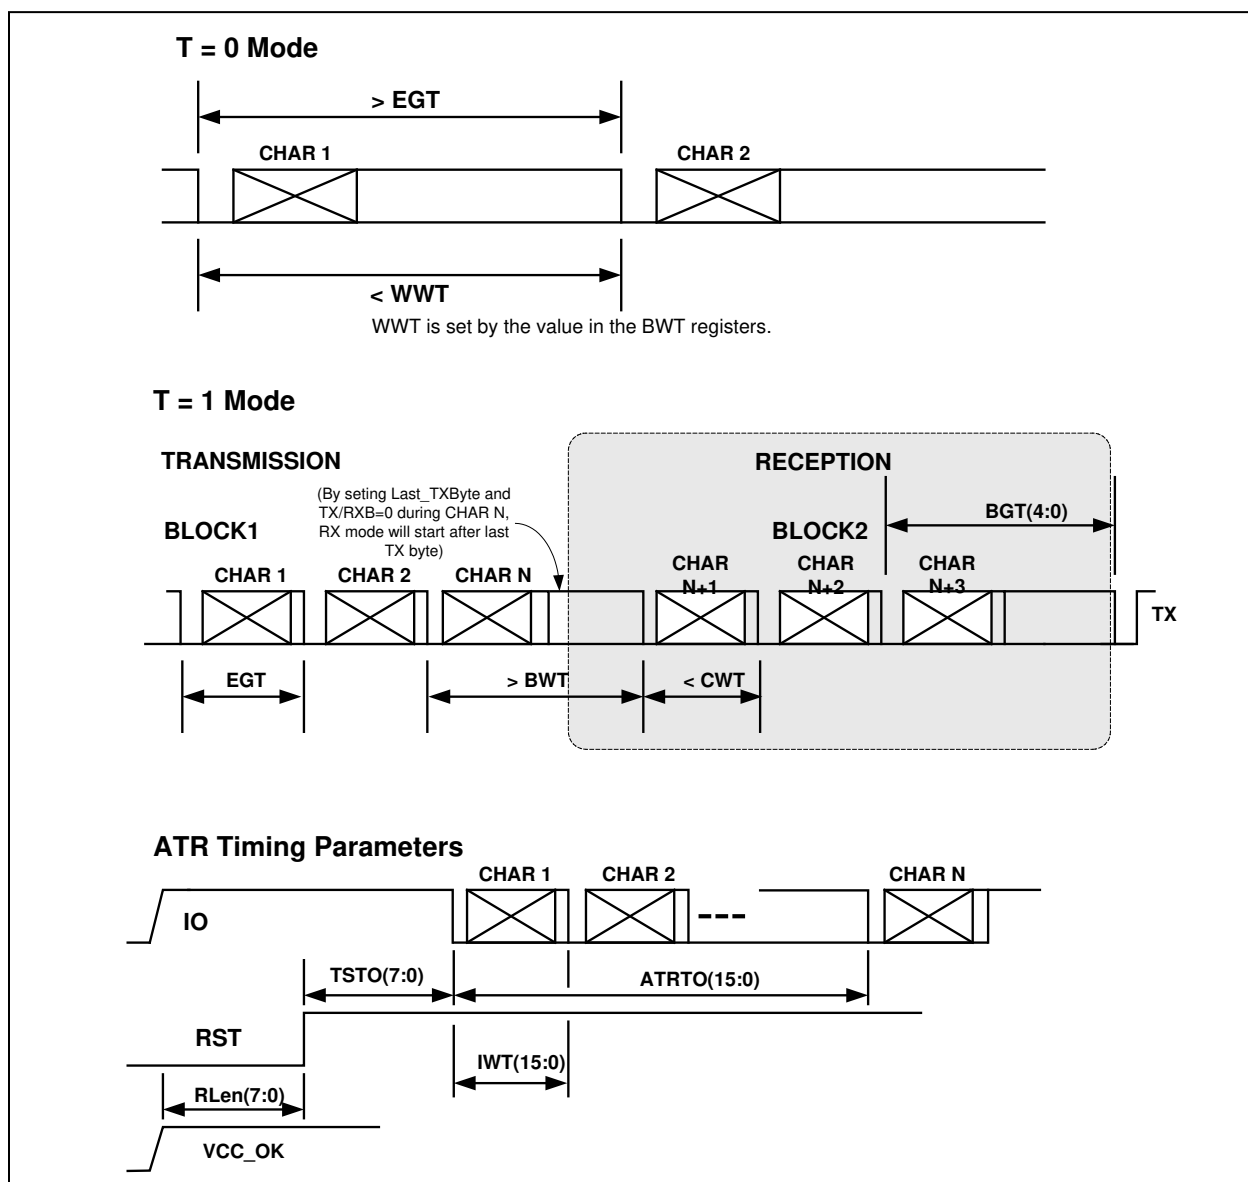 T = 0 Mode
> EGT
CHAR 1
CHAR 2
< WWT
WWT is set by the value in the BWT registers.
T = 1 Mode
TRANSMISSION
RECEPTION
(By seting Last_TXByte and
TX/RXB=0 during CHAR N,
RX mode will start after last
TX byte)
BGT(4:0)
BLOCK1
BLOCK2
CHAR 1
CHAR 2
CHAR N
CHAR
N+1
CHAR
N+2
CHAR
N+3
TX
EGT
> BWT
< CWT
ATR Timing Parameters
CHAR 1
CHAR 2
CHAR N
IO
TSTO(7:0)
ATRTO(15:0)
RST
IWT(15:0)
RLen(7:0)
VCC_OK